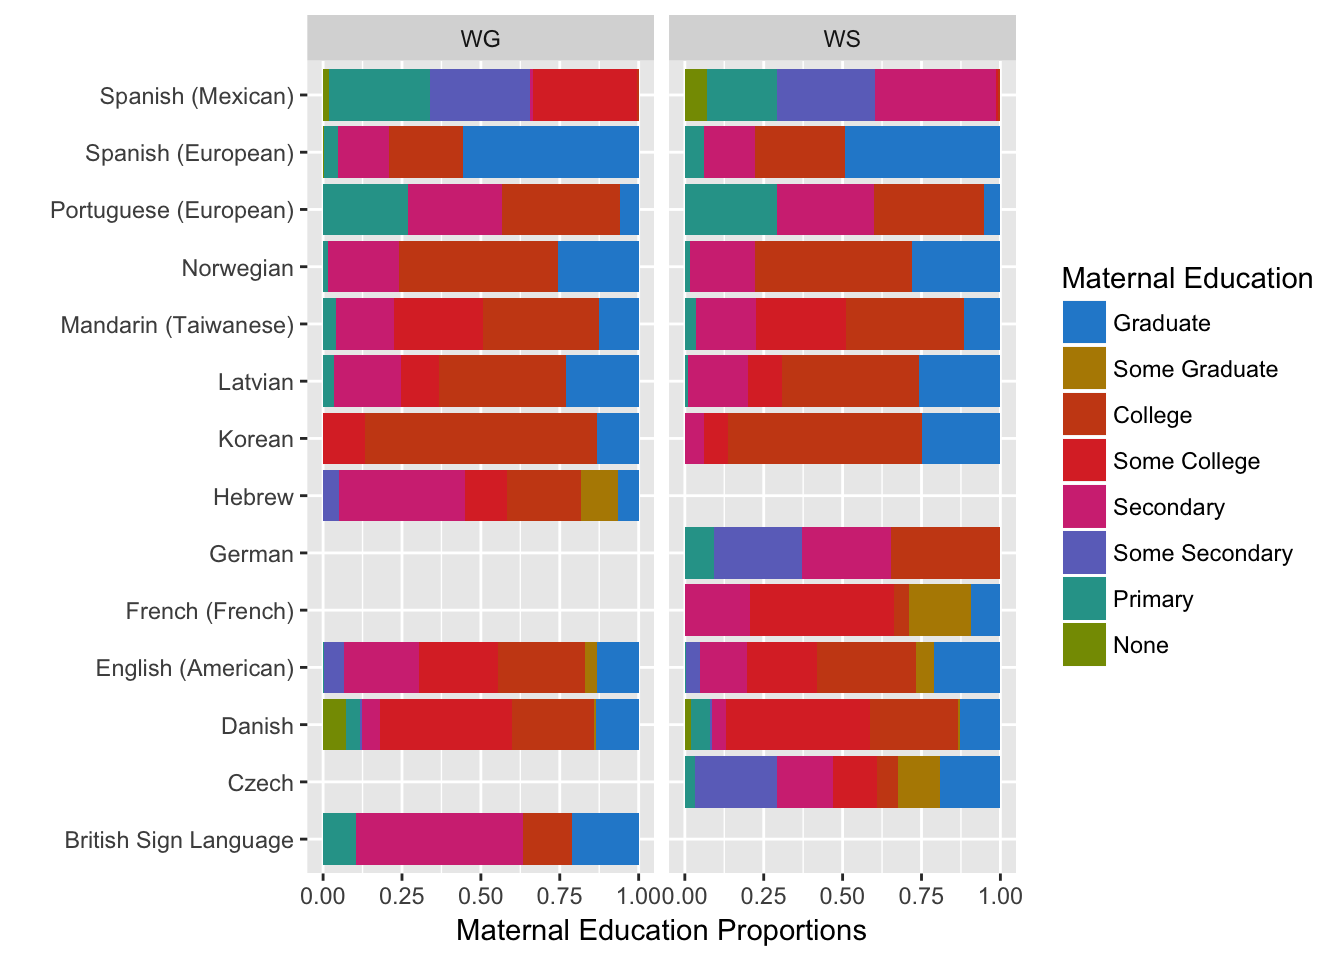 WG
WS
Spanish (Mexican)
Spanish (European)
Portuguese (European)
Norwegian
Mandarin (Taiwanese)
Latvian
Korean
Hebrew
German
French (French)
English (American)
Danish
Czech
British Sign Language
0.00 0.25 0.50 0.75 1.00
0.00 0.25 0.50 0.75 1.00
Maternal Education Proportions
Maternal Education
Graduate
Some Graduate
College
Some College
Secondary
Some Secondary
Primary
None